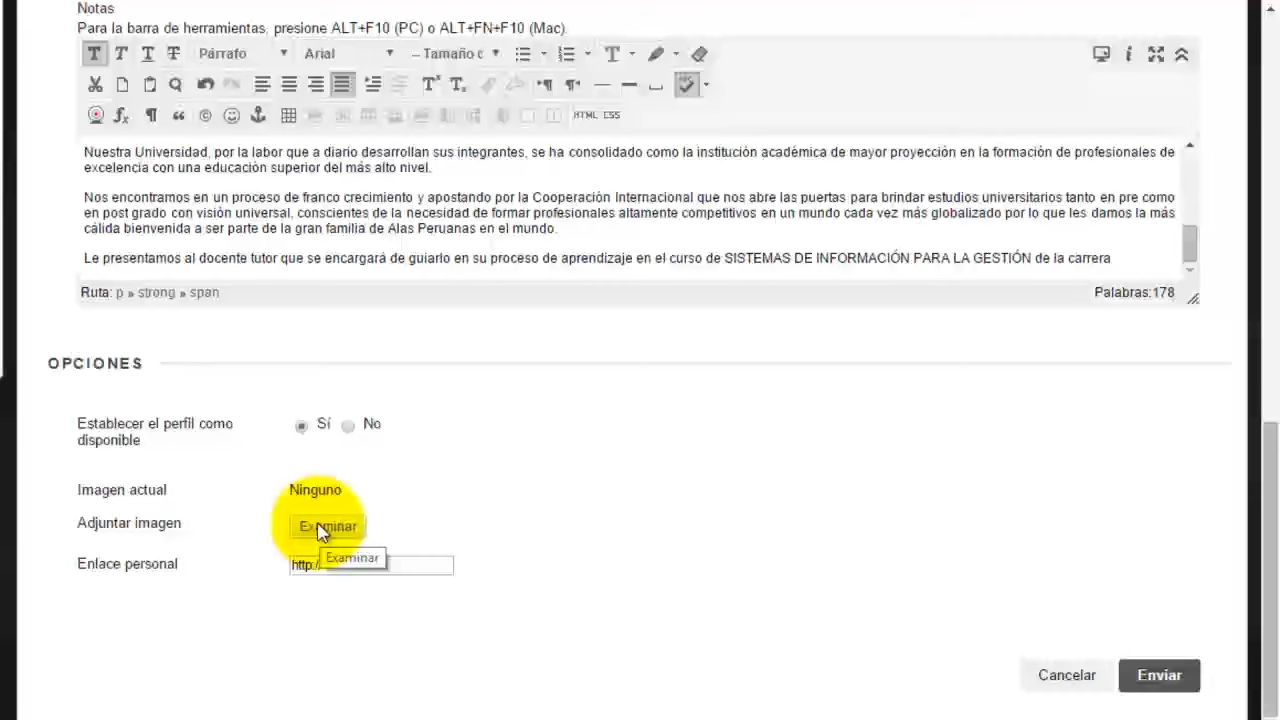 Notas
Para la barra de herramientas, presione ALT+F10 (PC) o ALT+FN+F10 (Mac).
T T T T Párrafo Arial -- Tamaño c T
T T
HTML CSS
Nuestra Universidad, por la labor que a diario desarrollan sus integrantes, se ha consolidado como la institución académica de mayor proyección en la formación de profesionales de
excelencia con una educación superior del más alto nivel.
Nos encontramos en un proceso de franco crecimiento y apostando por la Cooperación Internacional que nos abre las puertas para brindar estudios universitarios tanto en pre como
en post grado con visión universal, conscientes de la necesidad de formar profesionales altamente competitivos en un mundo cada vez más globalizado por lo que les damos la más
cálida bienvenida a ser parte de la gran familia de Alas Peruanas en el mundo.
Le presentamos al docente tutor que se encargará de guiarlo en su proceso de aprendizaje en el curso de SISTEMAS DE INFORMACIÓN PARA LA GESTIÓN de la carrera
Ruta: p » strong » span Palabras:178
OPCIONES
Establecer el perfil como
disponible
Sí No
Imagen actual Ninguno
Adjuntar imagen Examinar
Examinar
Enlace personal http:/
Cancelar Enviar